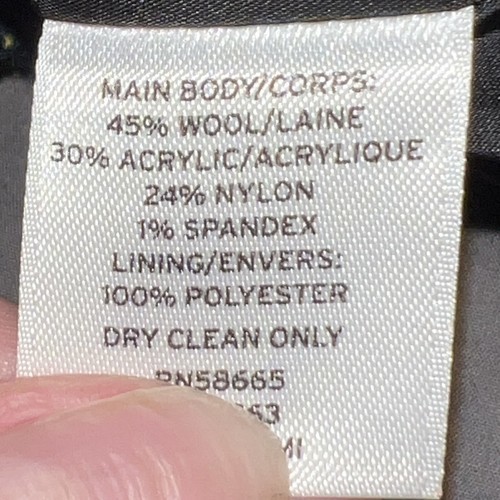 MAIN BODY/CORPS:
45% WOOL/LAINE
30% ACRYLIC/ACRYLIQUE
24% NYLON
1% SPANDEX
LINING/ENVERS:
100% POLYESTER
DRY CLEAN ONLY
RN58665